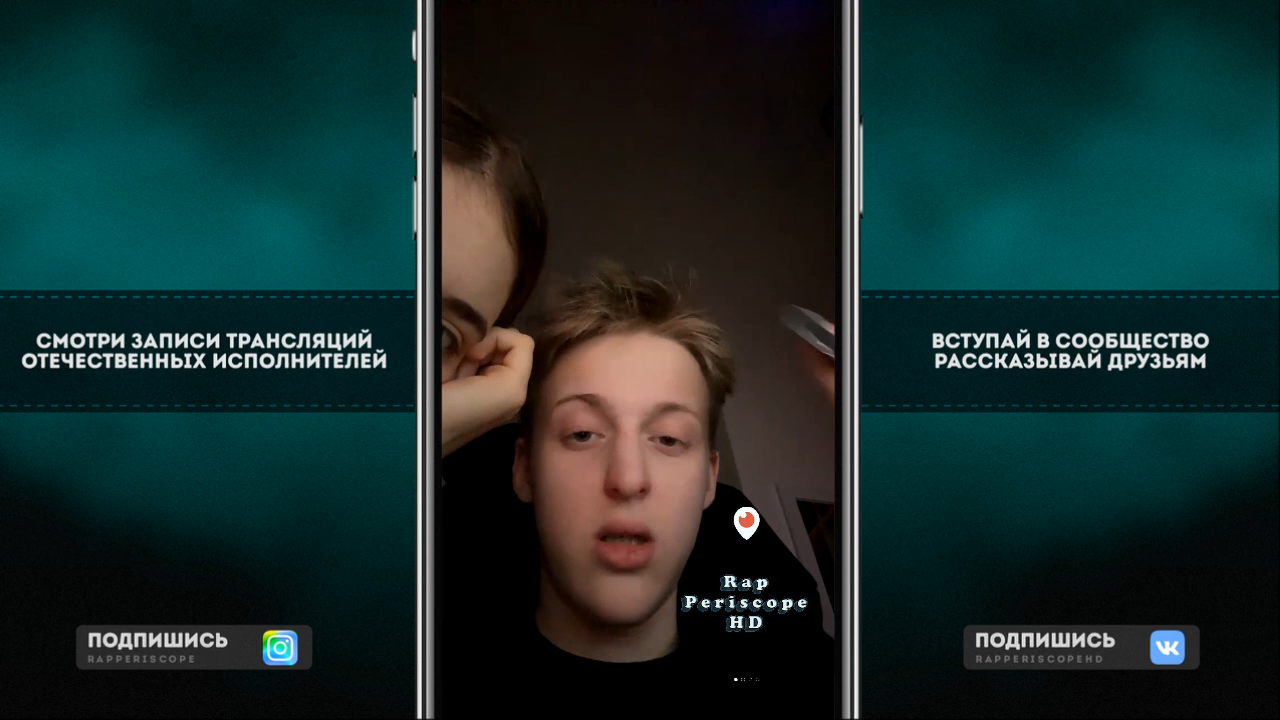 СМОТРИ ЗАПИСИ ТРАНСЛЯЦИЙ
ОТЕЧЕСТВЕННЫХ ИСПОЛНИТЕЛЕЙ
ВСТУПАЙ В СООБЩЕСТВО
РАССКАЗЫВАЙ ДРУЗЬЯМ
Rap
Periscope
HD
ПОДПИШИСЬ
RAPPERISCOPE
ПОДПИШИСЬ
RAPPERISCOPEHD